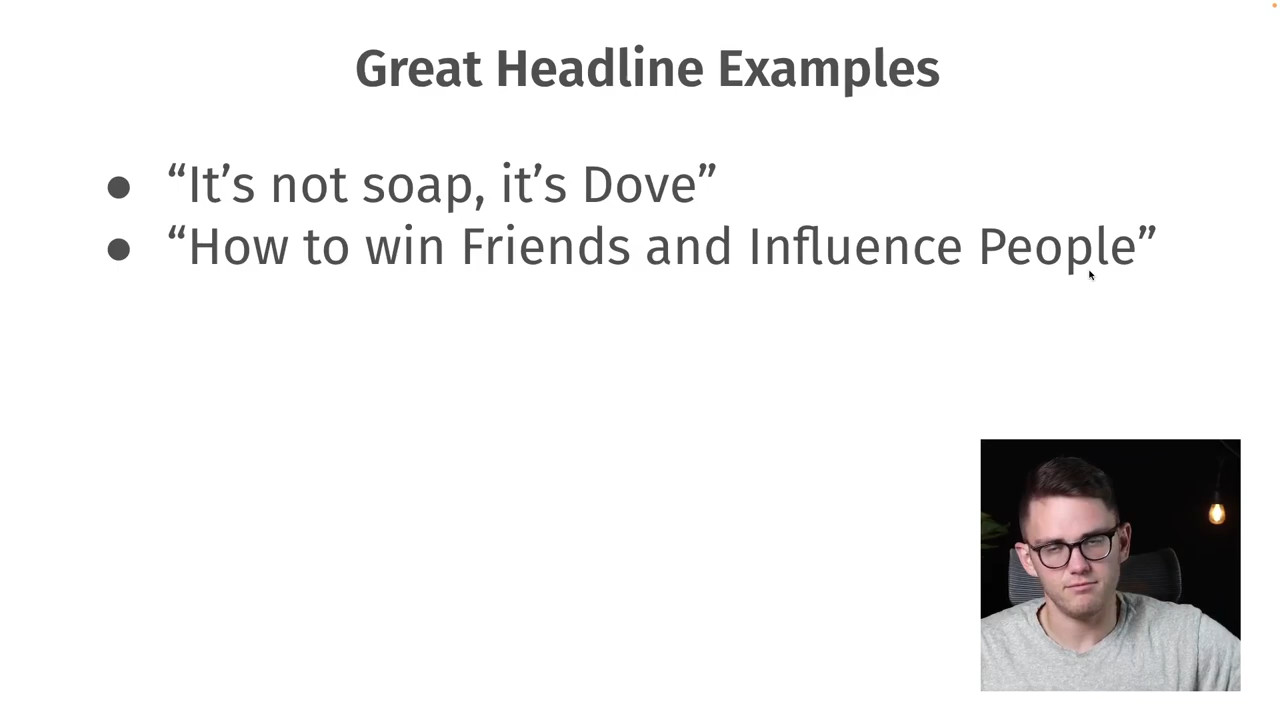 Great Headline Examples
● “It’s not soap, it’s Dove”
● “How to win Friends and Influence People”